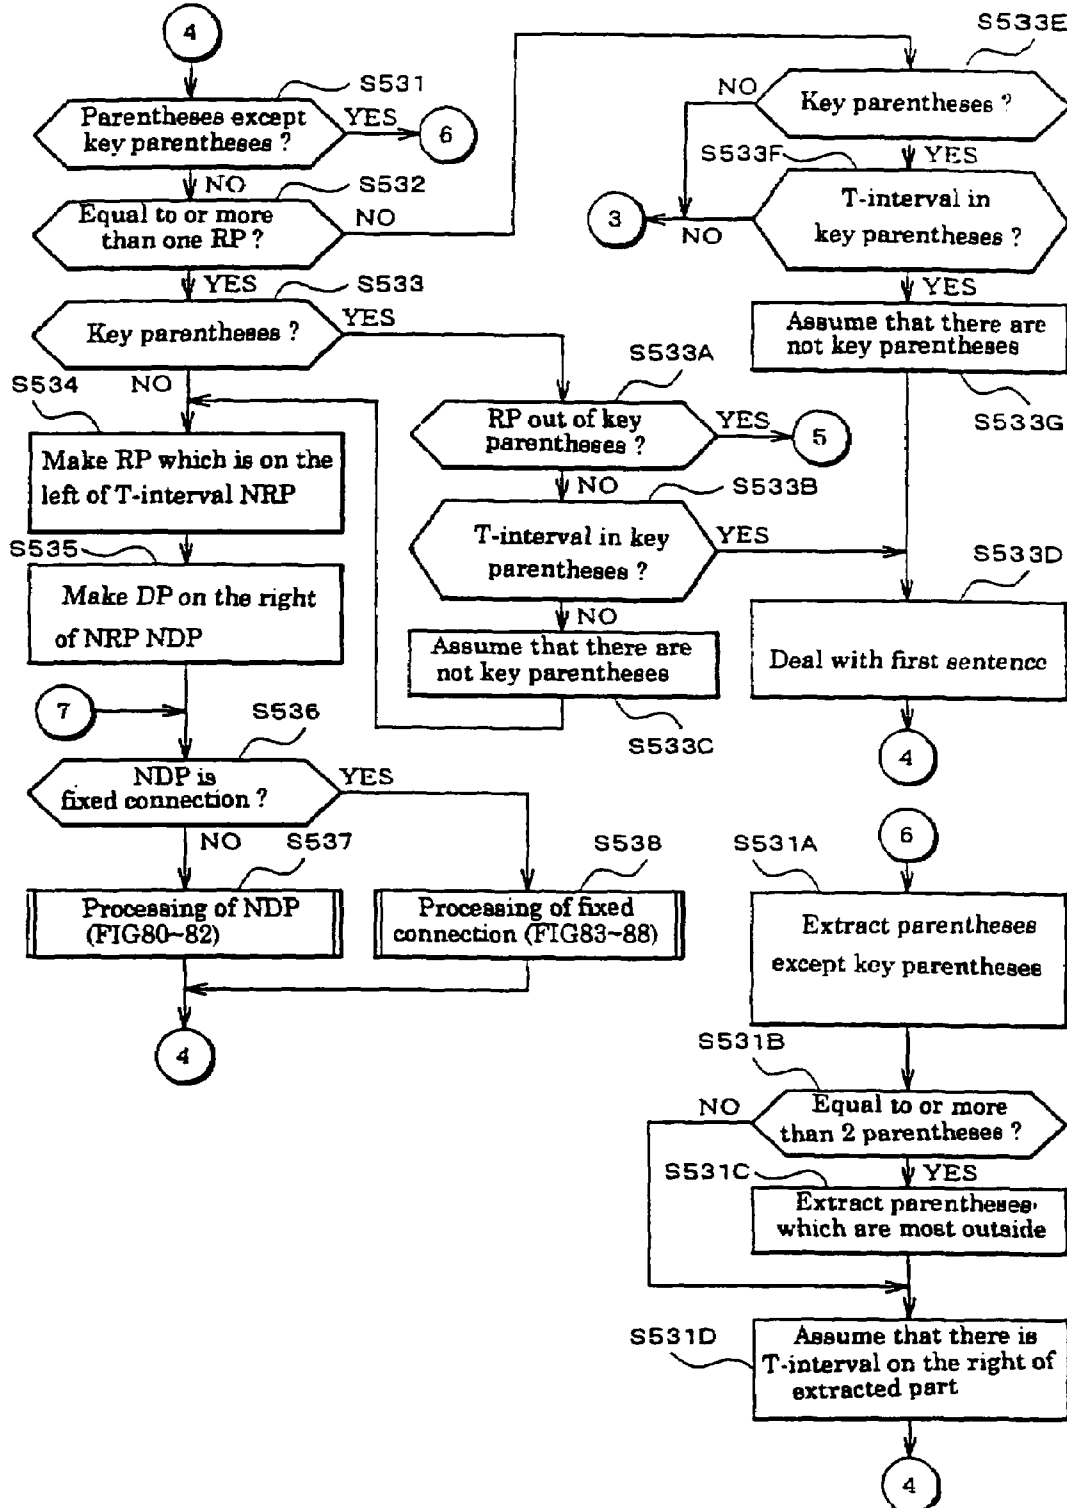 4
S531
Parentheses except
key parentheses ?
YES
6
NO
S532
Equal to or more
than one RP ?
NO
YES
S533
Key parentheses ?
YES
NO
S534
Make RP which is on the
left of T-interval NRP
S535
Make DP on the right
of NRP NDP
7
S536
NDP is
fixed connection ?
YES
NO
S537
Processing of NDP
(FIG80~82)
S538
Processing of fixed
connection (FIG83~88)
4
S533A
RP out of key
parentheses ?
YES
5
NO
S533B
T-interval in key
parentheses ?
YES
NO
Assume that there are
not key parentheses
S533C
S533E
Key parentheses ?
NO
YES
S533F
T-interval in
key parentheses ?
NO
3
YES
Assume that there are
not key parentheses
S533G
S533D
Deal with first sentence
4
6
S531A
Extract parentheses
except key parentheses
S531B
Equal to or more
than 2 parentheses ?
NO
YES
S531C
Extract parentheses
which are most outside
S531D
Assume that there is
T-interval on the right of
extracted part
4